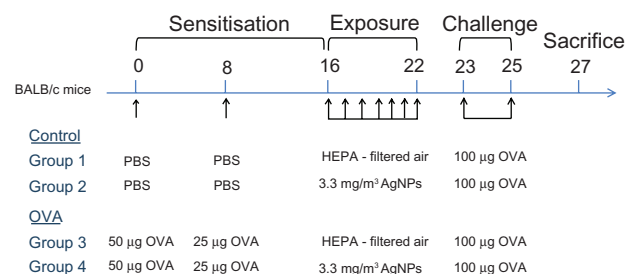 Sensitisation Exposure Challenge
Sacrifice
0 8 16 22 23 25 27
BALB/c mice
Control
Group 1 PBS PBS HEPA - filtered air 100 µg OVA
Group 2 PBS PBS 3.3 mg/m³ AgNPs 100 µg OVA
OVA
Group 3 50 µg OVA 25 µg OVA HEPA - filtered air 100 µg OVA
Group 4 50 µg OVA 25 µg OVA 3.3 mg/m³ AgNPs 100 µg OVA